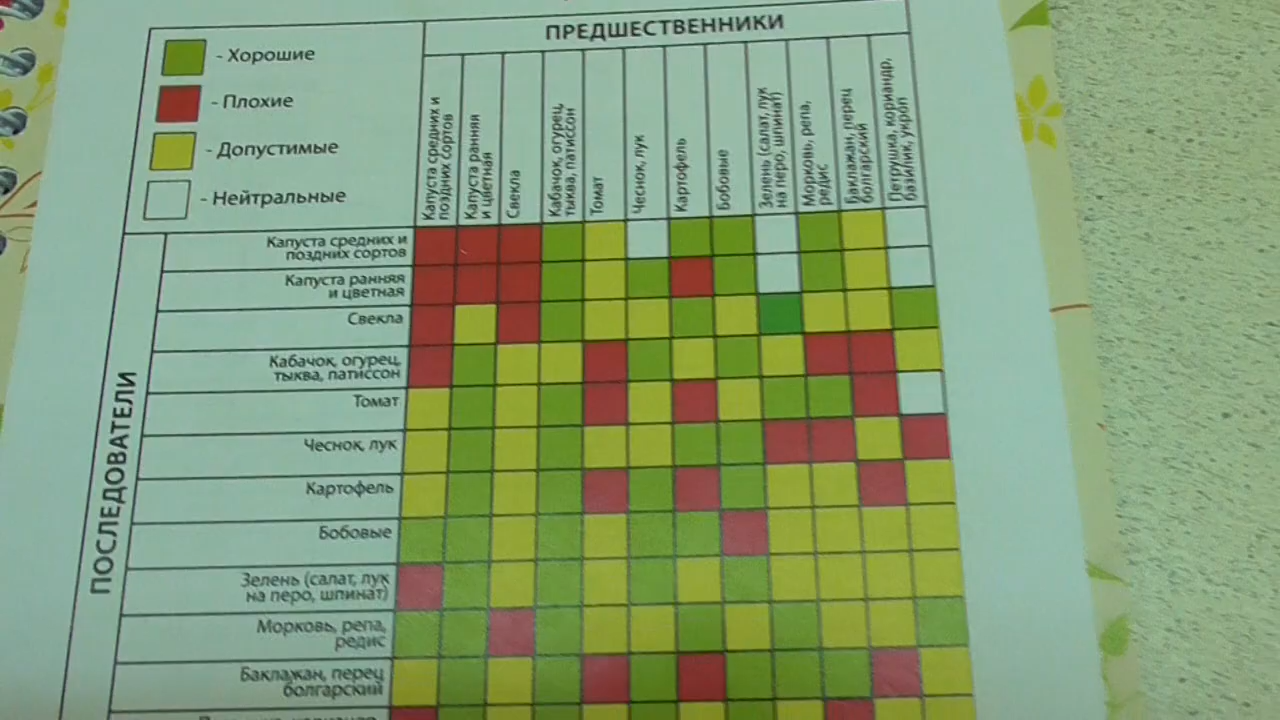 ПРЕДШЕСТВЕННИКИ
- Хорошие
- Плохие
- Допустимые
- Нейтральные
Капуста средних и
поздних сортов
Капуста ранняя
и цветная
Свекла
Кабачок, огурец,
тыква, патиссон
Томат
Чеснок, лук
Картофель
Бобовые
Зелень (салат, лук
на перо, шпинат)
Морковь, репа,
редис
Баклажан, перец
болгарский
Петрушка, кориандр,
базилик, укроп
ПОСЛЕДОВАТЕЛИ
Капуста средних и
поздних сортов
Капуста ранняя
и цветная
Свекла
Кабачок, огурец,
тыква, патиссон
Томат
Чеснок, лук
Картофель
Бобовые
Зелень (салат, лук
на перо, шпинат)
Морковь, репа,
редис
Баклажан, перец
болгарский